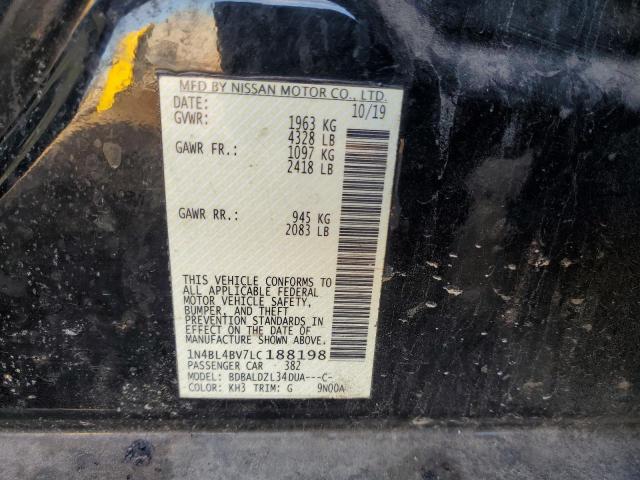 MFD BY NISSAN MOTOR CO., LTD.
DATE: 10/19
GVWR: 1963 KG
4328 LB
GAWR FR.: 1097 KG
2418 LB
GAWR RR.: 945 KG
2083 LB
THIS VEHICLE CONFORMS TO
ALL APPLICABLE FEDERAL
MOTOR VEHICLE SAFETY,
BUMPER, AND THEFT
PREVENTION STANDARDS IN
EFFECT ON THE DATE OF
MANUFACTURE SHOWN ABOVE.
1N4BL4BV7LC188198
PASSENGER CAR 382
MODEL: BDBALDZL34DUA---C-
COLOR: KH3 TRIM: G 9N00A